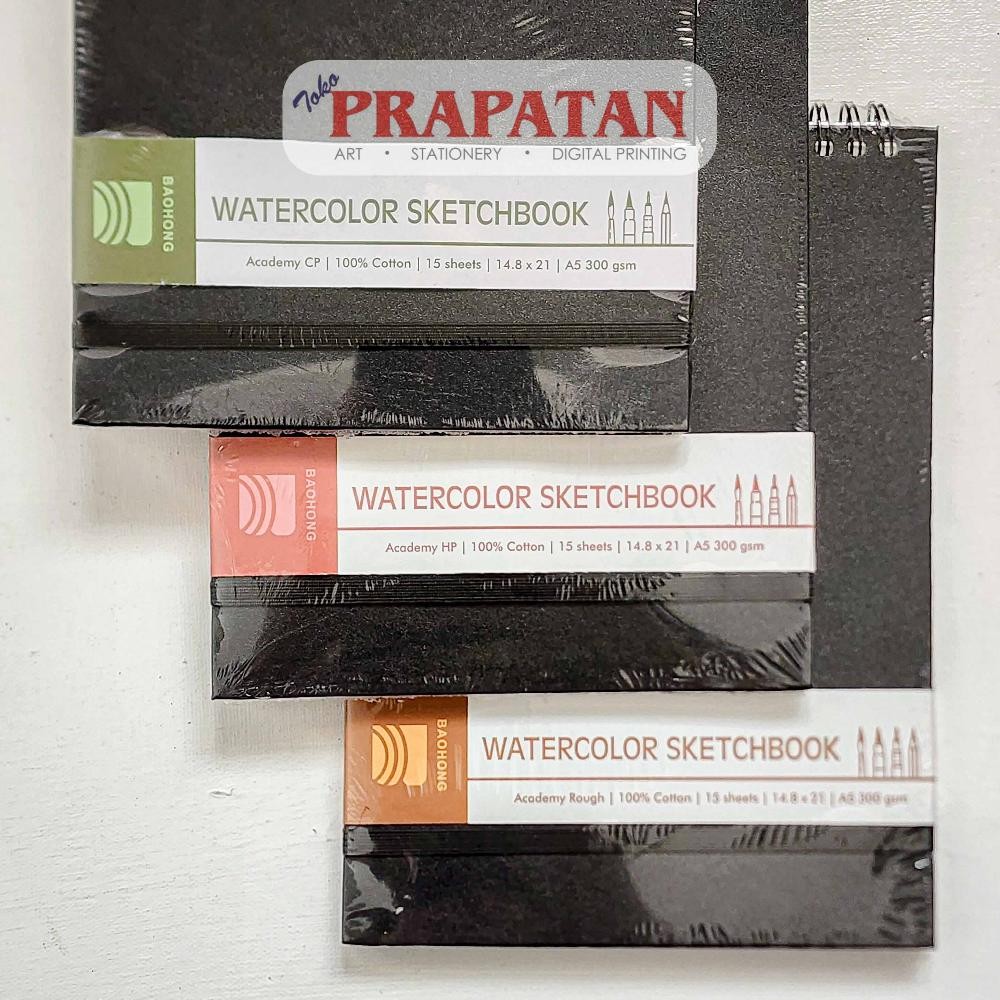 Toko
PRAPATAN
ART • STATIONERY • DIGITAL PRINTING
BAOHONG
WATERCOLOR SKETCHBOOK
Academy CP | 100% Cotton | 15 sheets | 14.8 x 21 | A5 300 gsm
BAOHONG
WATERCOLOR SKETCHBOOK
Academy HP | 100% Cotton | 15 sheets | 14.8 x 21 | A5 300 gsm
BAOHONG
WATERCOLOR SKETCHBOOK
Academy Rough | 100% Cotton | 15 sheets | 14.8 x 21 | A5 300 gsm